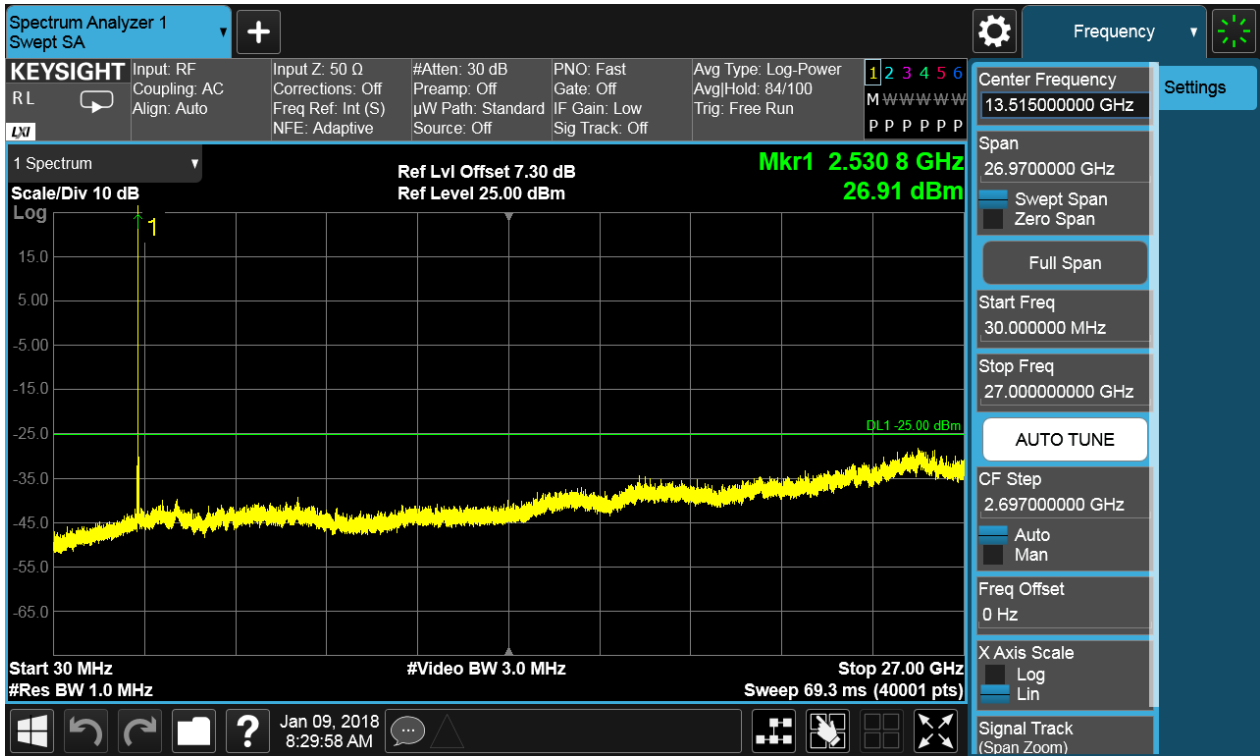 Spectrum Analyzer 1
Swept SA
+
Frequency
KEYSIGHT
R L
LXI
Input: RF
Coupling: AC
Align: Auto
Input Z: 50 Ω
Corrections: Off
Freq Ref: Int (S)
NFE: Adaptive
#Atten: 30 dB
Preamp: Off
µW Path: Standard
Source: Off
PNO: Fast
Gate: Off
IF Gain: Low
Sig Track: Off
Avg Type: Log-Power
Avg|Hold: 84/100
Trig: Free Run
1 2 3 4 5 6
M W W W W W
P P P P P P
1 Spectrum
Scale/Div 10 dB
Log
Ref Lvl Offset 7.30 dB
Ref Level 25.00 dBm
Mkr1 2.530 8 GHz
26.91 dBm
1
15.0
5.00
-5.00
-15.0
-25.0
-35.0
-45.0
-55.0
-65.0
DL1 -25.00 dBm
Start 30 MHz
#Res BW 1.0 MHz
#Video BW 3.0 MHz
Stop 27.00 GHz
Sweep 69.3 ms (40001 pts)
Center Frequency
13.515000000 GHz
Span
26.9700000 GHz
Swept Span
Zero Span
Full Span
Start Freq
30.000000 MHz
Stop Freq
27.000000000 GHz
AUTO TUNE
CF Step
2.697000000 GHz
Auto
Man
Freq Offset
0 Hz
X Axis Scale
Log
Lin
Signal Track
(Span Zoom)
Settings
?
Jan 09, 2018
8:29:58 AM